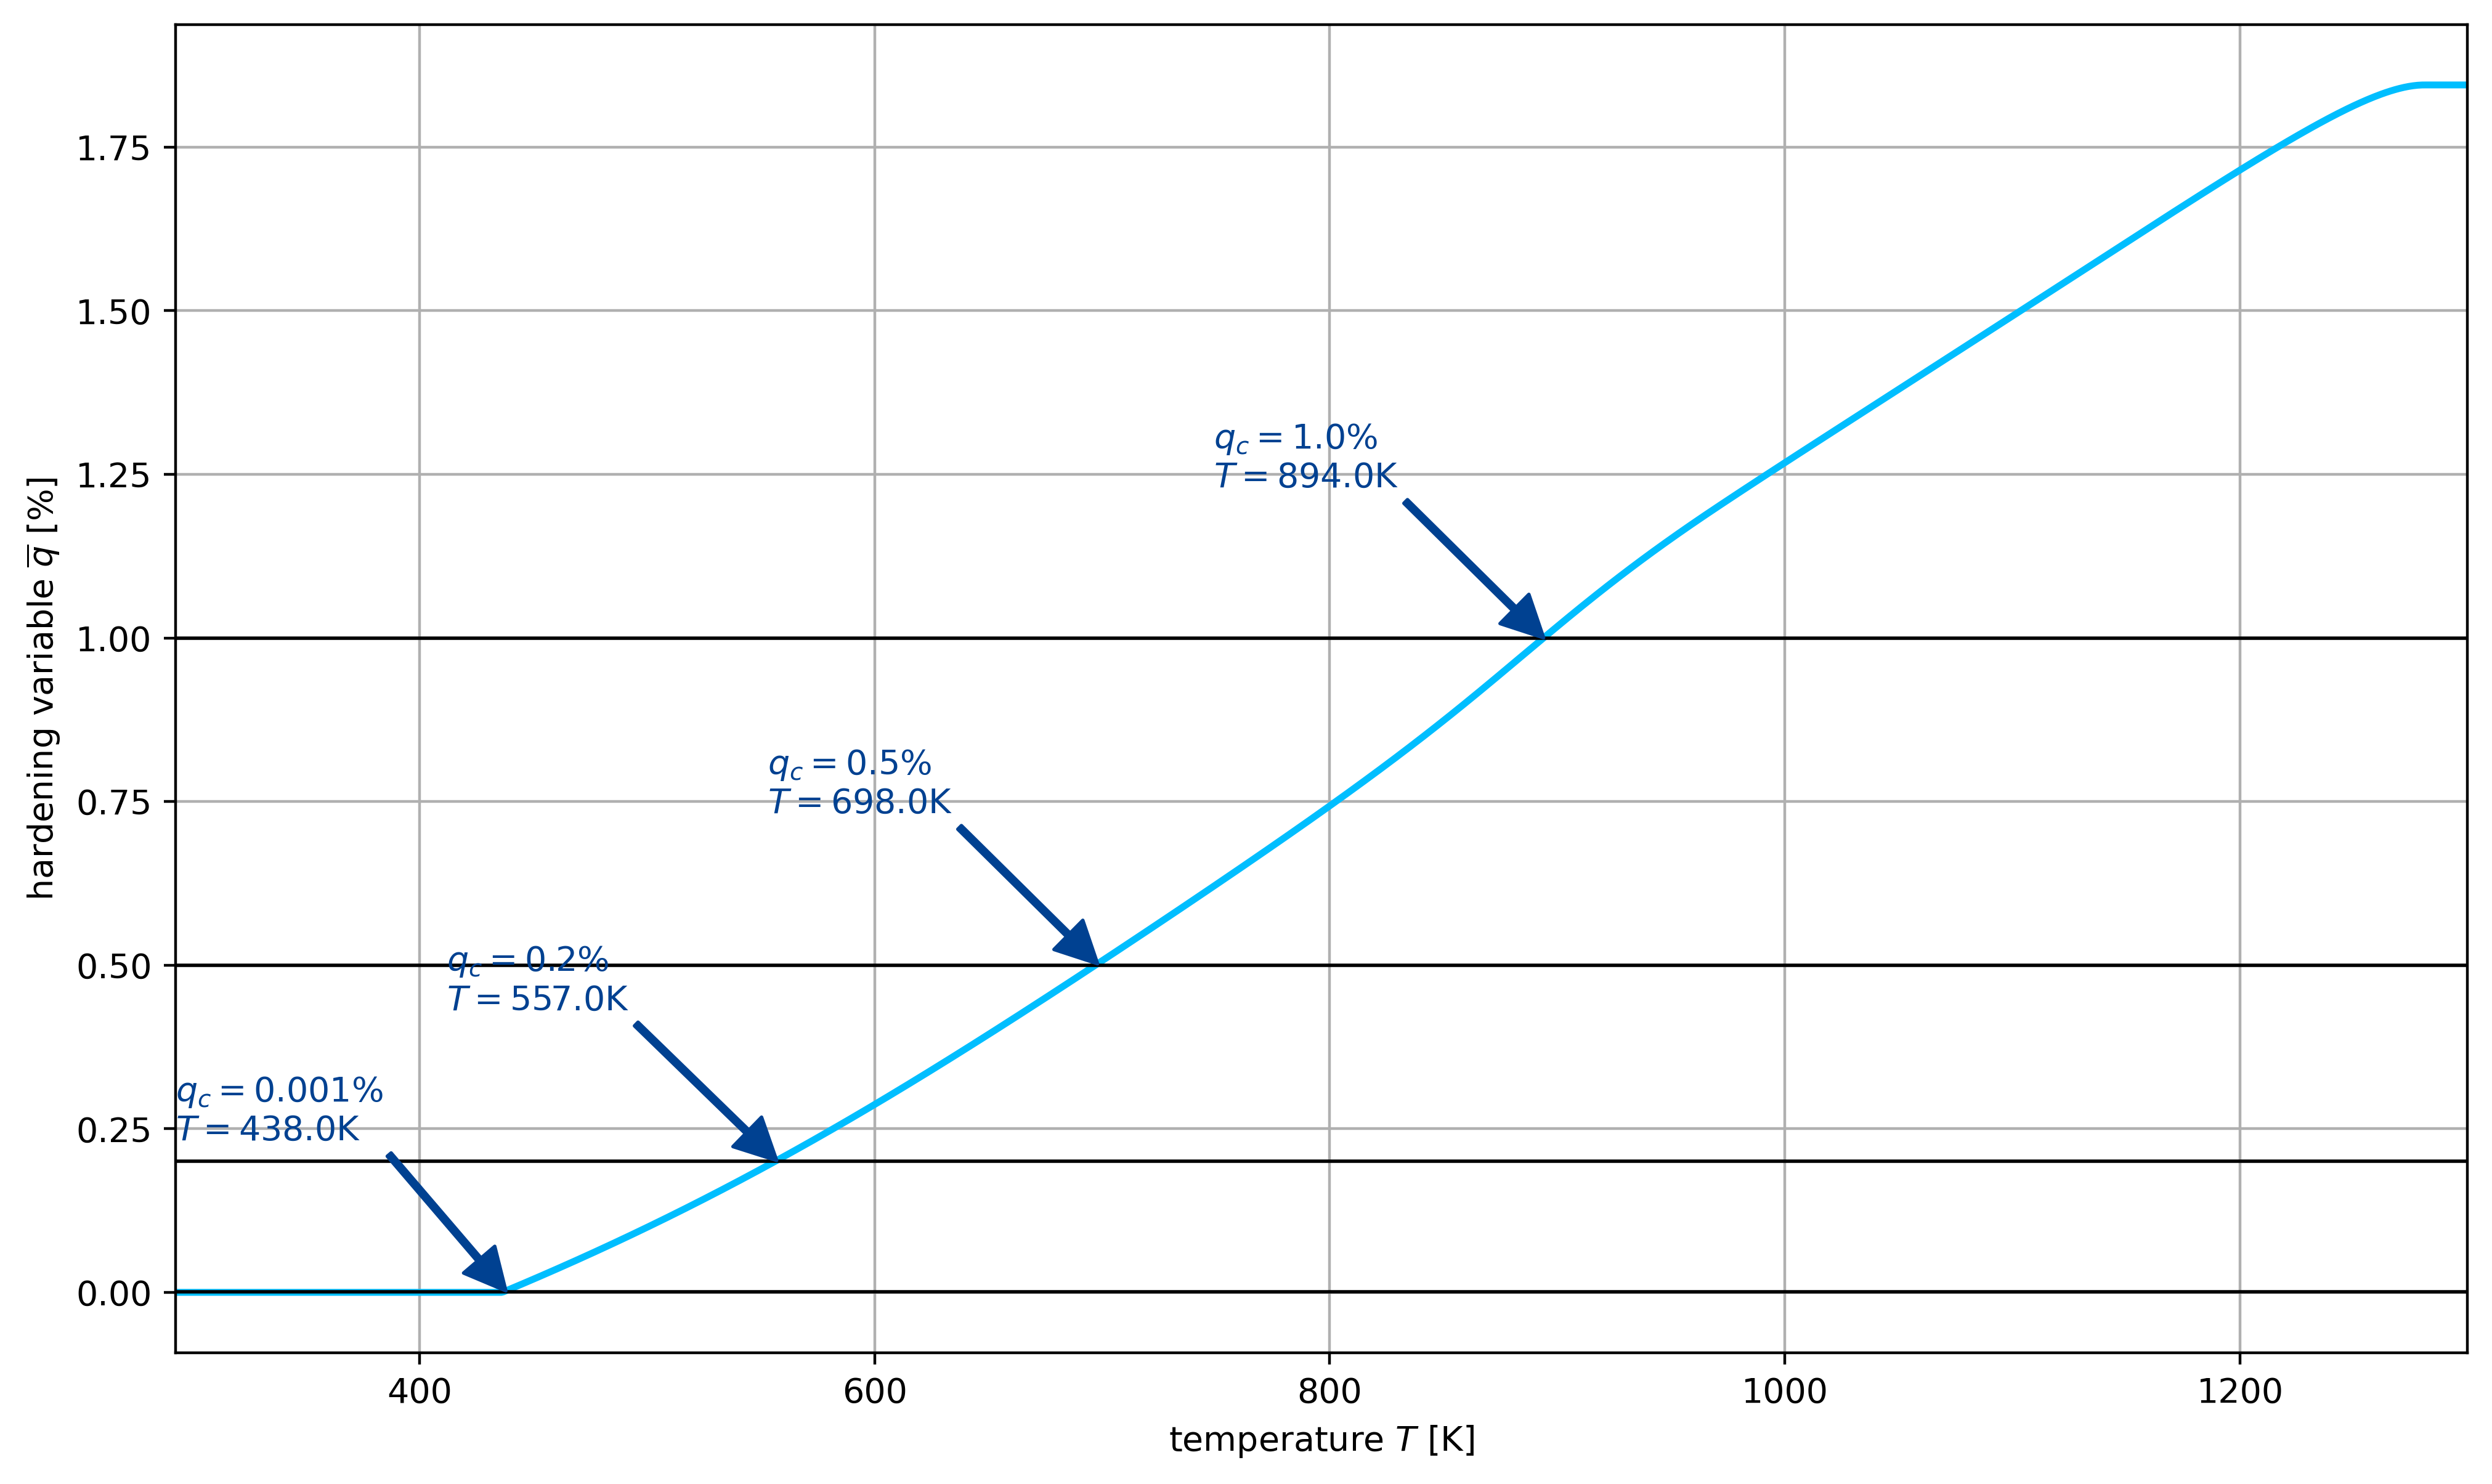 hardening variable q̅ [%]
1.75
1.50
1.25
1.00
0.75
0.50
0.25
0.00
q_c = 1.0%
T = 894.0K
q_c = 0.5%
T = 698.0K
q_c = 0.2%
T = 557.0K
q_c = 0.001%
T = 438.0K
400 600 800 1000 1200
temperature T [K]